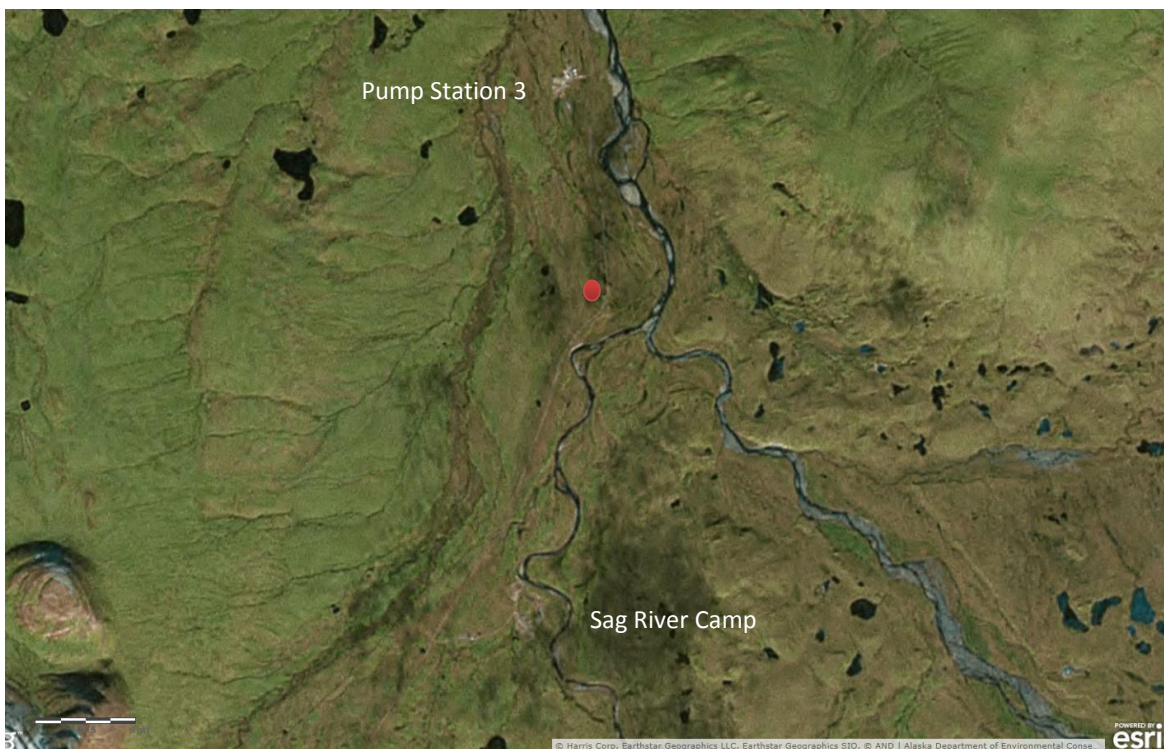 Pump Station 3
Sag River Camp
POWERED BY
esri
© Harris Corp, Earthstar Geographics LLC, Earthstar Geographics SIO, © AND | Alaska Department of Environmental Conse